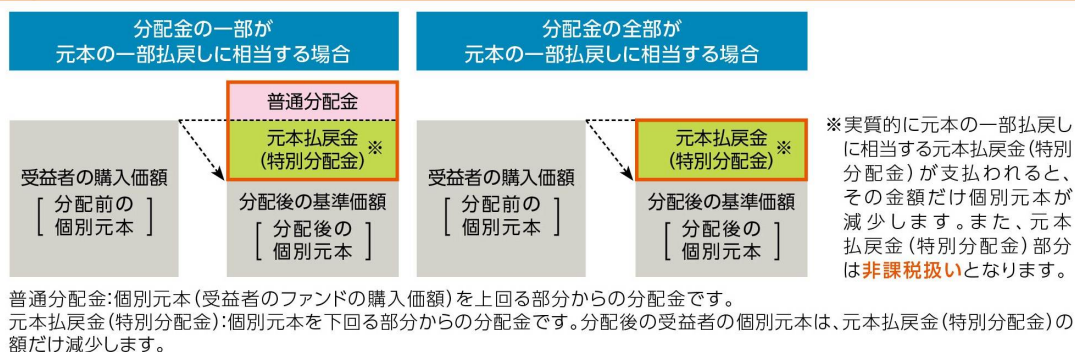 分配金の一部が
元本の一部払戻しに相当する場合
普通分配金
元本払戻金
(特別分配金)
※
受益者の購入価額
[分配前の
個別元本]
分配後の基準価額
[分配後の
個別元本]
分配金の全部が
元本の一部払戻しに相当する場合
元本払戻金
(特別分配金)
※
受益者の購入価額
[分配前の
個別元本]
分配後の基準価額
[分配後の
個別元本]
※実質的に元本の一部払戻し
に相当する元本払戻金(特別
分配金)が支払われると、
その金額だけ個別元本が
減少します。また、元本
払戻金(特別分配金)部分
は非課税扱いとなります。
普通分配金:個別元本(受益者のファンドの購入価額)を上回る部分からの分配金です。
元本払戻金(特別分配金):個別元本を下回る部分からの分配金です。分配後の受益者の個別元本は、元本払戻金(特別分配金)の
額だけ減少します。